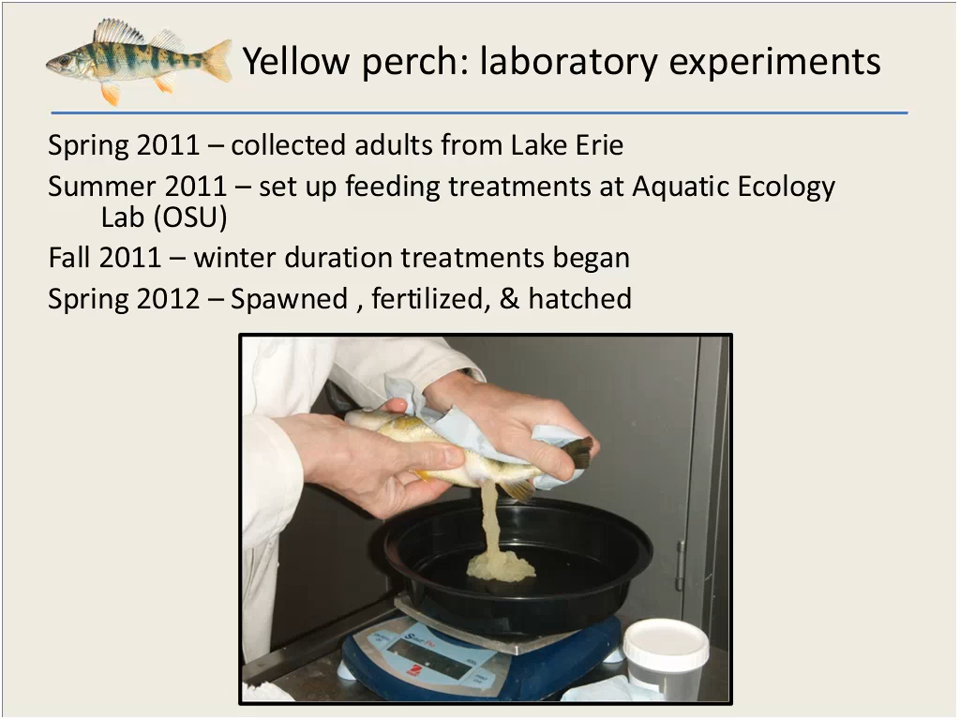 Yellow perch: laboratory experiments
Spring 2011 – collected adults from Lake Erie
Summer 2011 – set up feeding treatments at Aquatic Ecology
Lab (OSU)
Fall 2011 – winter duration treatments began
Spring 2012 – Spawned , fertilized, & hatched